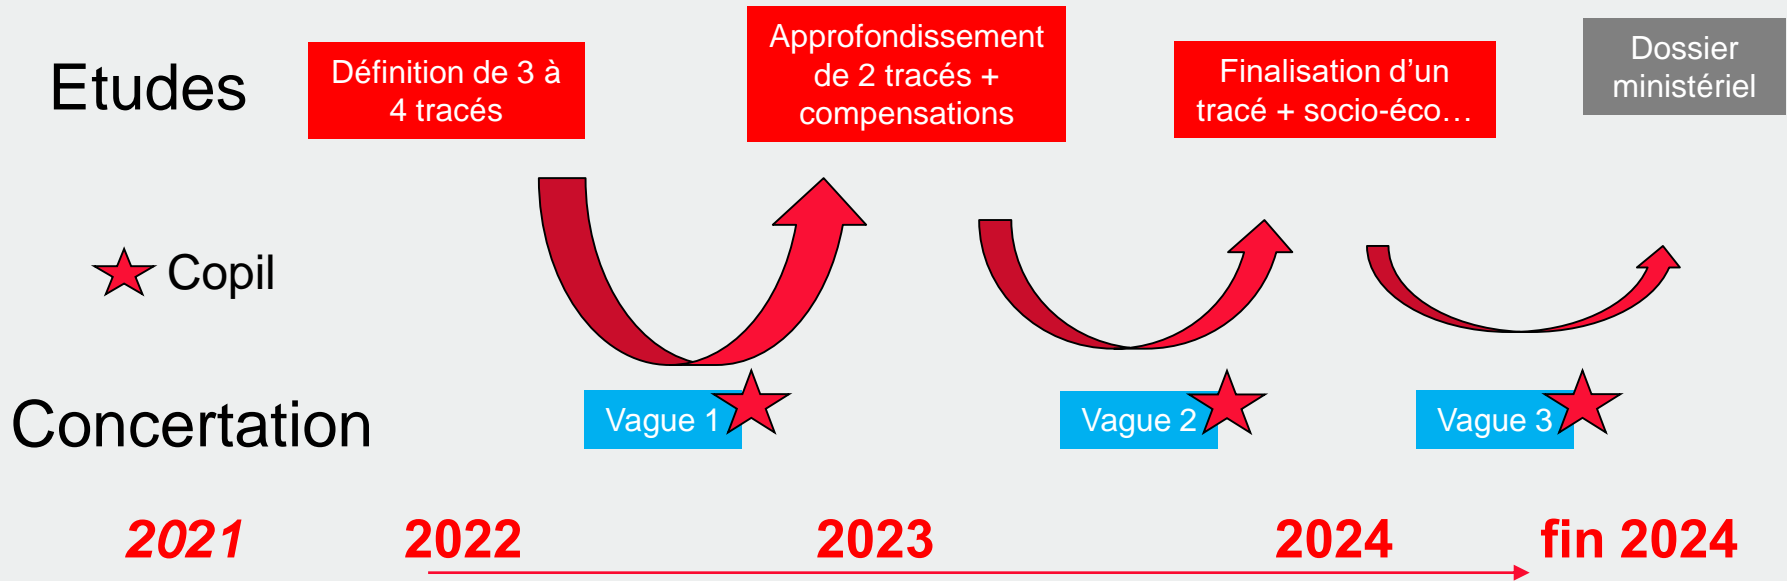 Etudes
Définition de 3 à
4 tracés
Approfondissement
de 2 tracés +
compensations
Finalisation d’un
tracé + socio-éco…
Dossier
ministériel
Copil
Concertation
Vague 1
Vague 2
Vague 3
2021
2022
2023
2024
fin 2024